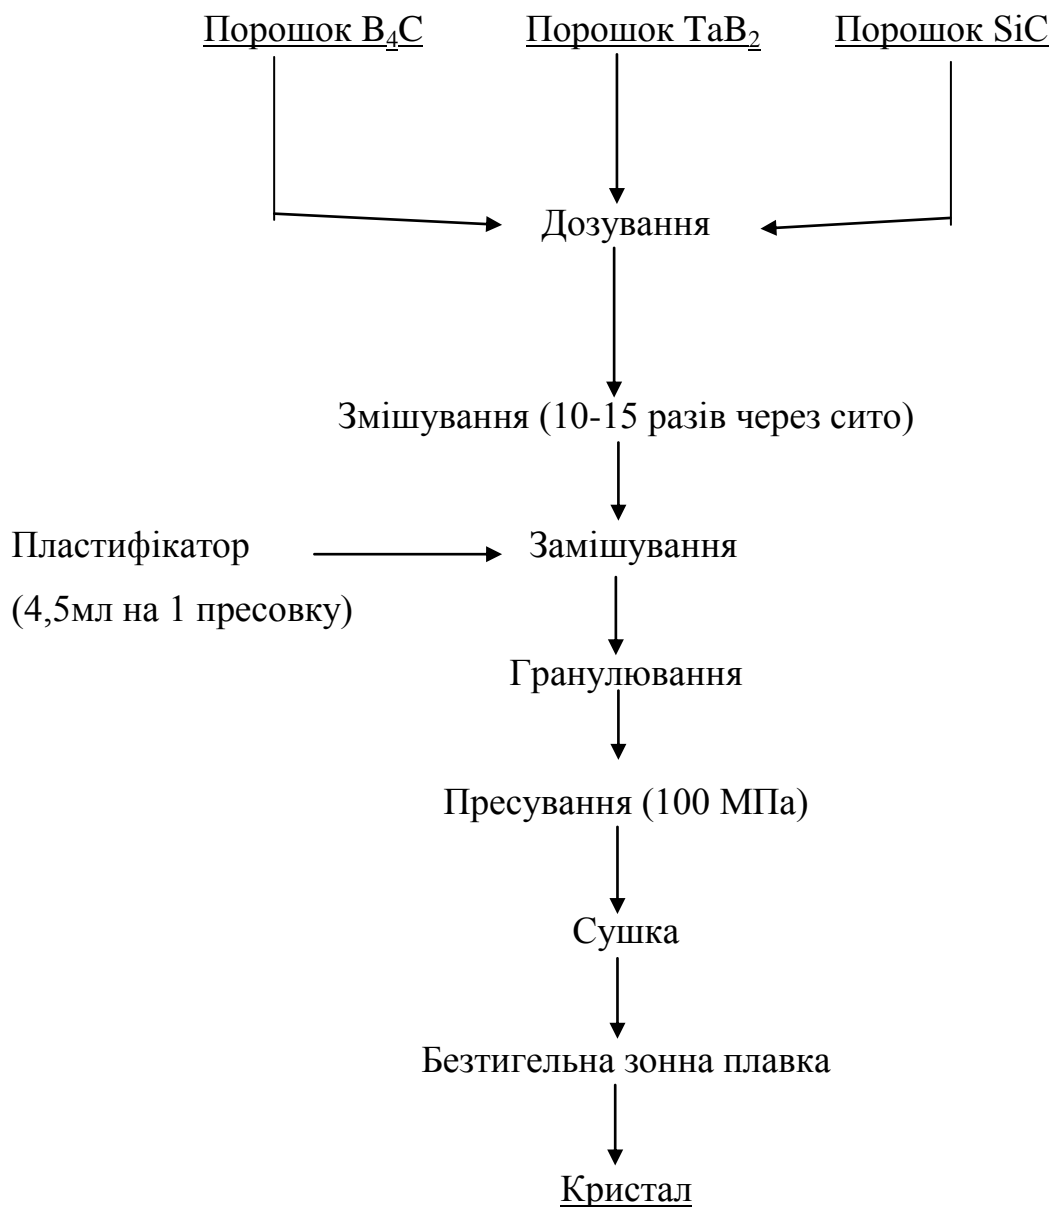 Порошок B₄C Порошок TaB₂ Порошок SiC
Дозування
Змішування (10-15 разів через сито)
Пластифікатор Замішування
(4,5мл на 1 пресовку)
Гранулювання
Пресування (100 МПа)
Сушка
Безтигельна зонна плавка
Кристал